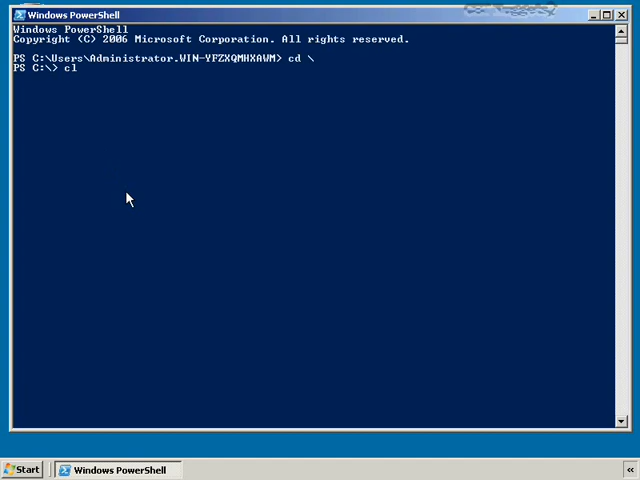 Windows PowerShell
Windows PowerShell
Copyright (C) 2006 Microsoft Corporation. All rights reserved.
PS C:\Users\Administrator.WIN-YFZXQMHXAWM> cd \
PS C:\> cl
Start
Windows PowerShell
«